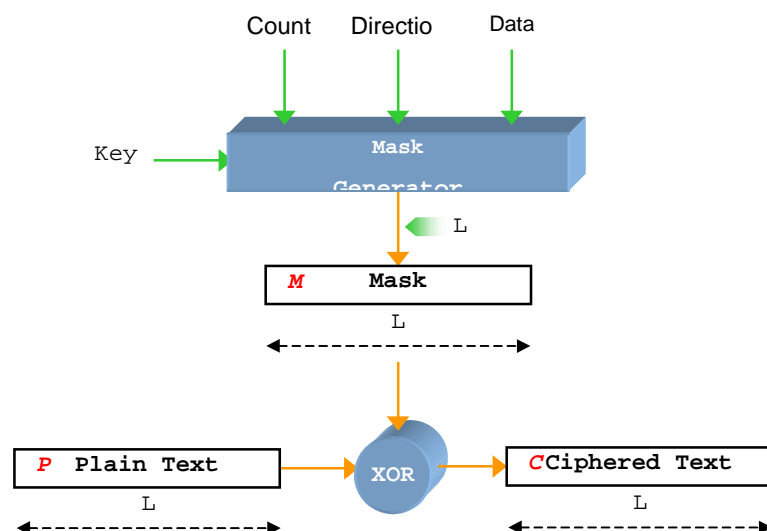 Count Directio Data
Mask
Key
Generator
L
M Mask
L
P Plain Text
XOR
CCiphered Text
L
L